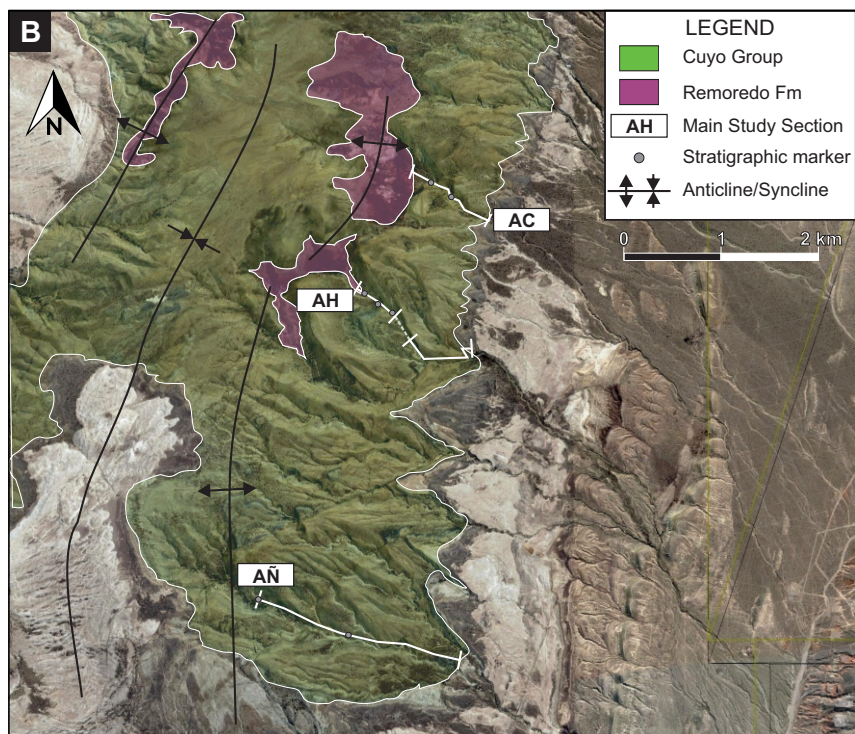 B
N
LEGEND
Cuyo Group
Remoredo Fm
AH Main Study Section
Stratigraphic marker
Anticline/Syncline
0 1 2 km
AC
AH
AÑ